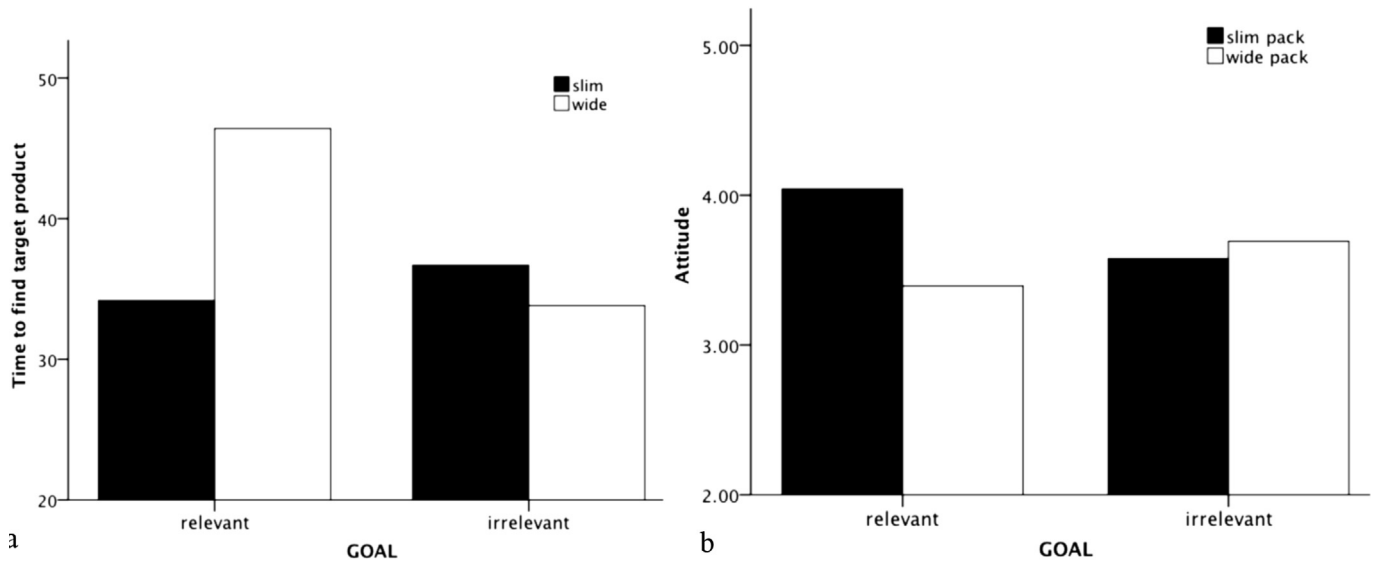 Time to find target product
50
40
30
20
slim
wide
relevant
irrelevant
GOAL
a
Attitude
5.00
4.00
3.00
2.00
slim pack
wide pack
relevant
irrelevant
GOAL
b